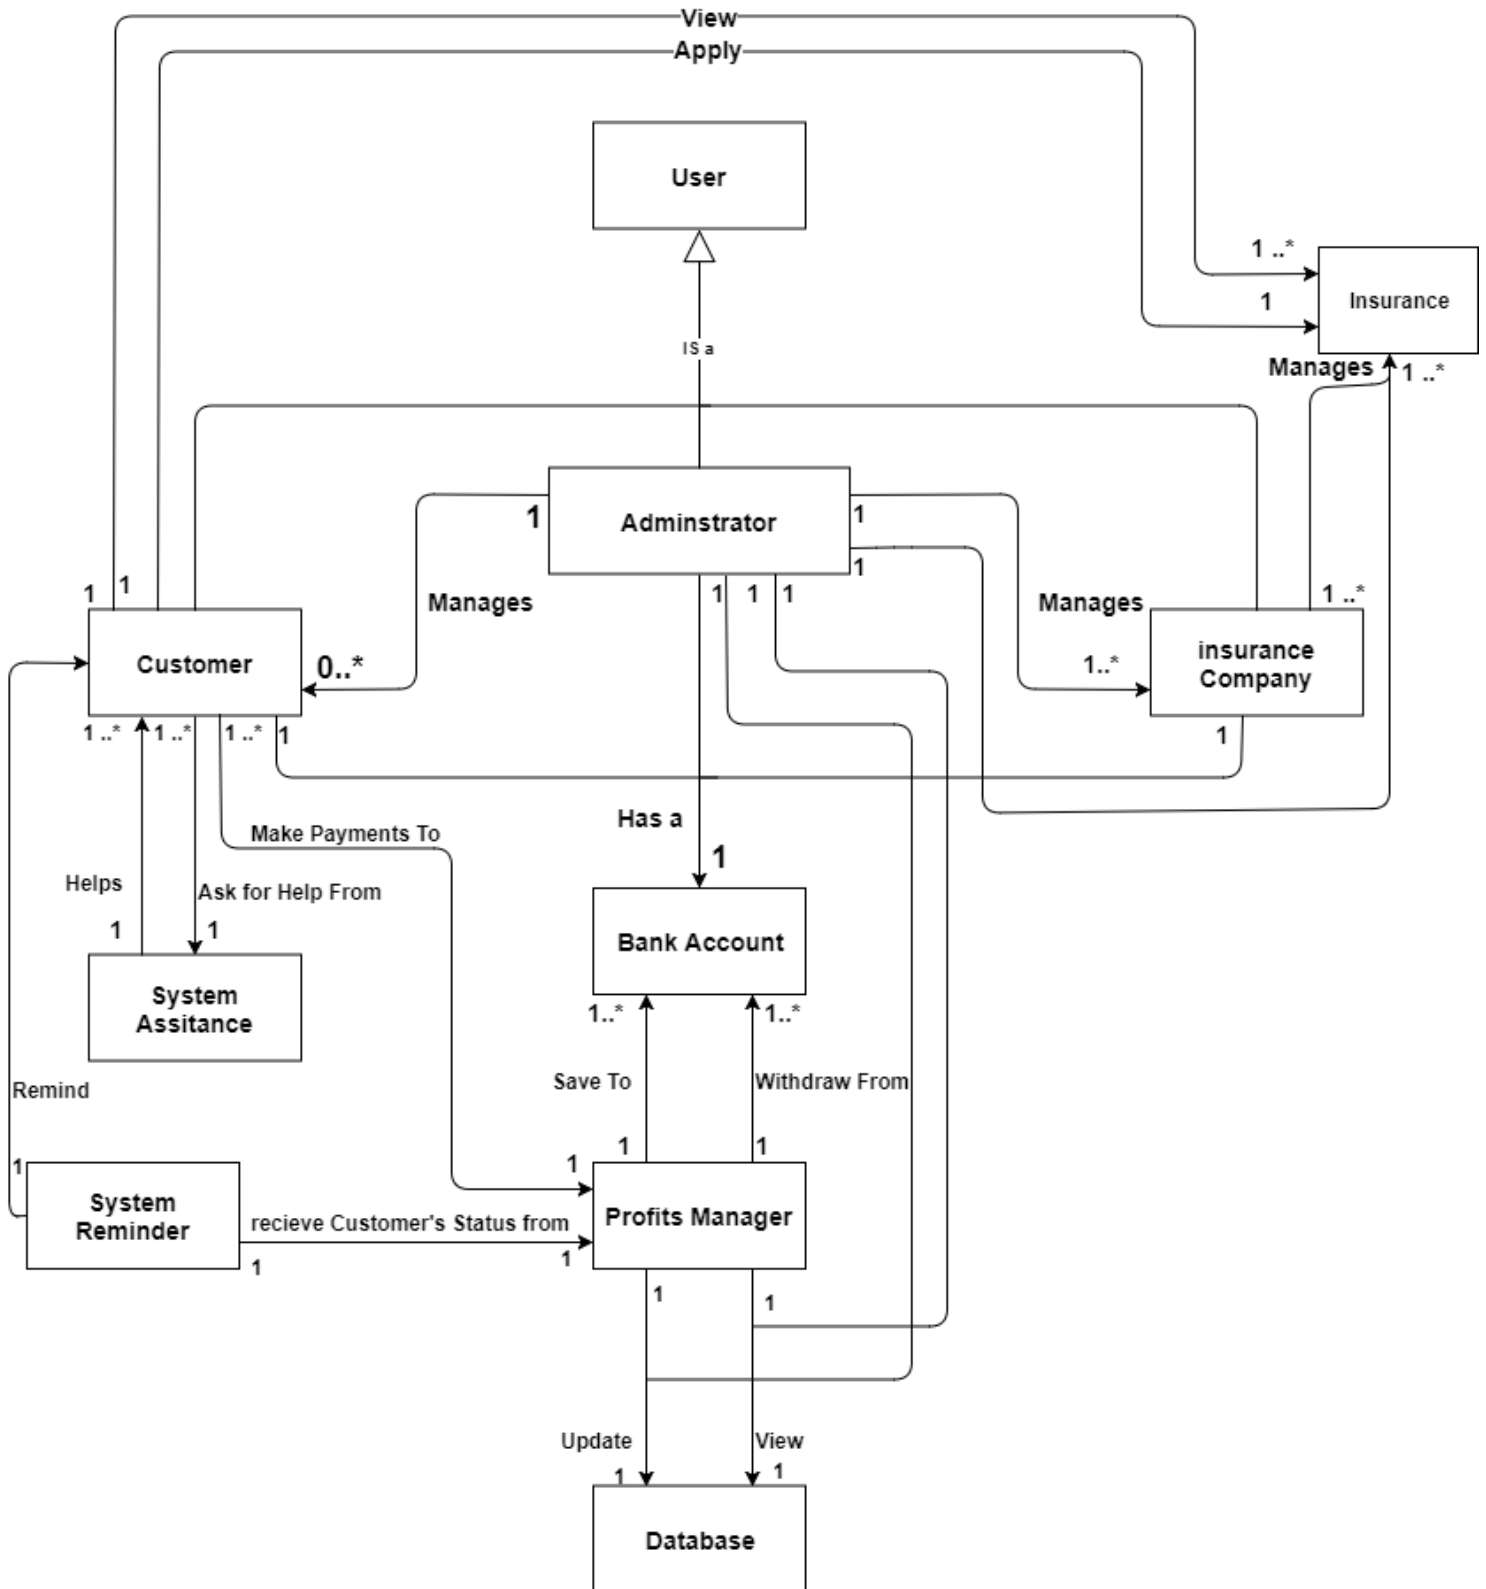 View
Apply
User
1 ..*
Insurance
1
IS a
Manages
1 ..*
Adminstrator
1
1
1
1
1
1
1
1
Manages
Manages
1 ..*
Customer
0..*
1..*
insurance
Company
1 ..*
1 ..*
1 ..*
1
1
Has a
Make Payments To
1
Helps
Ask for Help From
1
1
Bank Account
System
Assitance
1..*
1..*
Remind
Save To
Withdraw From
1
1
1
1
System
Reminder
Profits Manager
recieve Customer's Status from
1
1
1
1
Update
View
1
1
Database